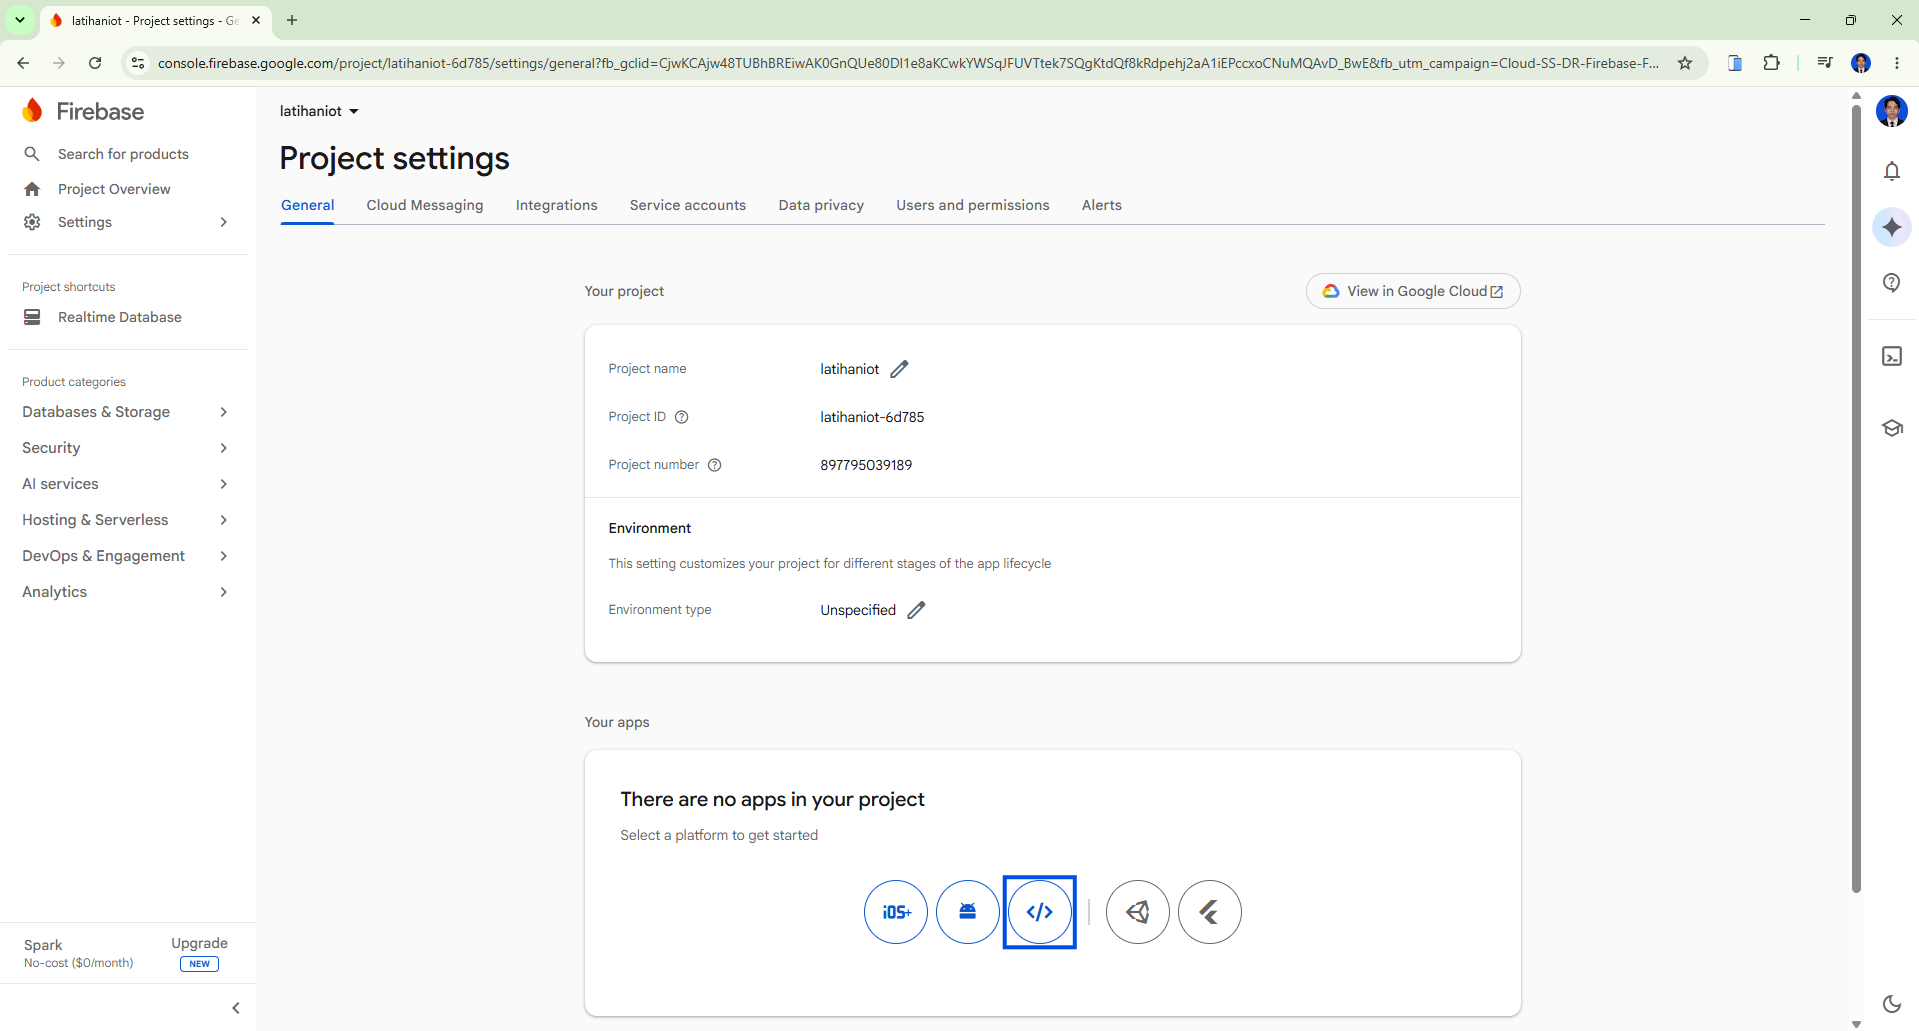 latihaniot - Project settings - Ge
console.firebase.google.com/project/latihaniot-6d785/settings/general?fb_gclid=CjwKCAjw48TUBhBREiwAK0GnQUe80DI1e8aKCwkYWSqJFUVTtek7SQgKtdQf8kRdpehj2aA1iEPccxoCNuMQAvD_BwE&fb_utm_campaign=Cloud-SS-DR-Firebase-F...
Firebase
Search for products
Project Overview
Settings
Project shortcuts
Realtime Database
Product categories
Databases & Storage
Security
AI services
Hosting & Serverless
DevOps & Engagement
Analytics
Spark
No-cost ($0/month)
Upgrade
NEW
latihaniot
Project settings
General Cloud Messaging Integrations Service accounts Data privacy Users and permissions Alerts
Your project
View in Google Cloud
Project name latihaniot
Project ID latihaniot-6d785
Project number 897795039189
Environment
This setting customizes your project for different stages of the app lifecycle
Environment type Unspecified
Your apps
There are no apps in your project
Select a platform to get started
iOS+